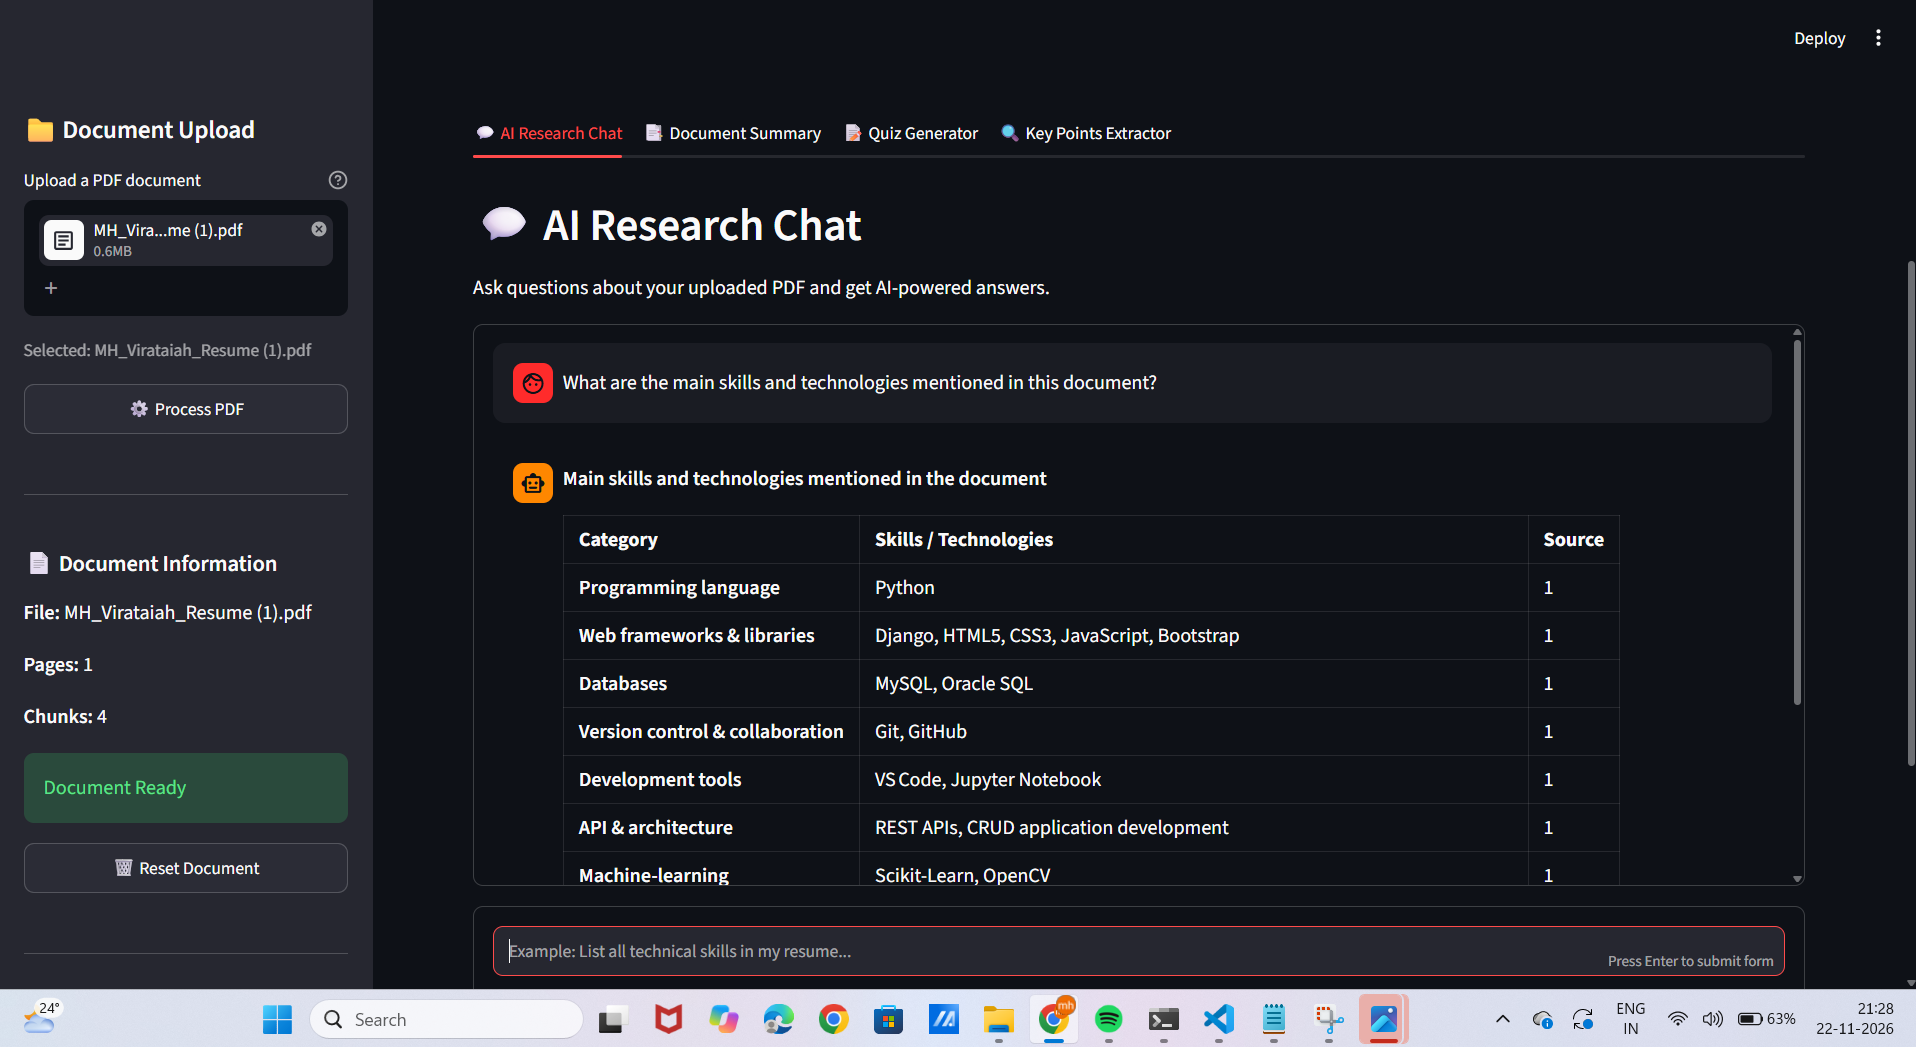 Deploy
📁 Document Upload
Upload a PDF document
MH_Vira...me (1).pdf
0.6MB
+
Selected: MH_Virataiah_Resume (1).pdf
Process PDF
Document Information
File: MH_Virataiah_Resume (1).pdf
Pages: 1
Chunks: 4
Document Ready
Reset Document
AI Research Chat
Document Summary
Quiz Generator
Key Points Extractor
AI Research Chat
Ask questions about your uploaded PDF and get AI-powered answers.
What are the main skills and technologies mentioned in this document?
Main skills and technologies mentioned in the document
Category Skills / Technologies Source
Programming language Python 1
Web frameworks & libraries Django, HTML5, CSS3, JavaScript, Bootstrap 1
Databases MySQL, Oracle SQL 1
Version control & collaboration Git, GitHub 1
Development tools VS Code, Jupyter Notebook 1
API & architecture REST APIs, CRUD application development 1
Machine-learning Scikit-Learn, OpenCV 1
Example: List all technical skills in my resume...
Press Enter to submit form
24°
Search
mh
ENG
IN
63%
21:28
22-11-2026